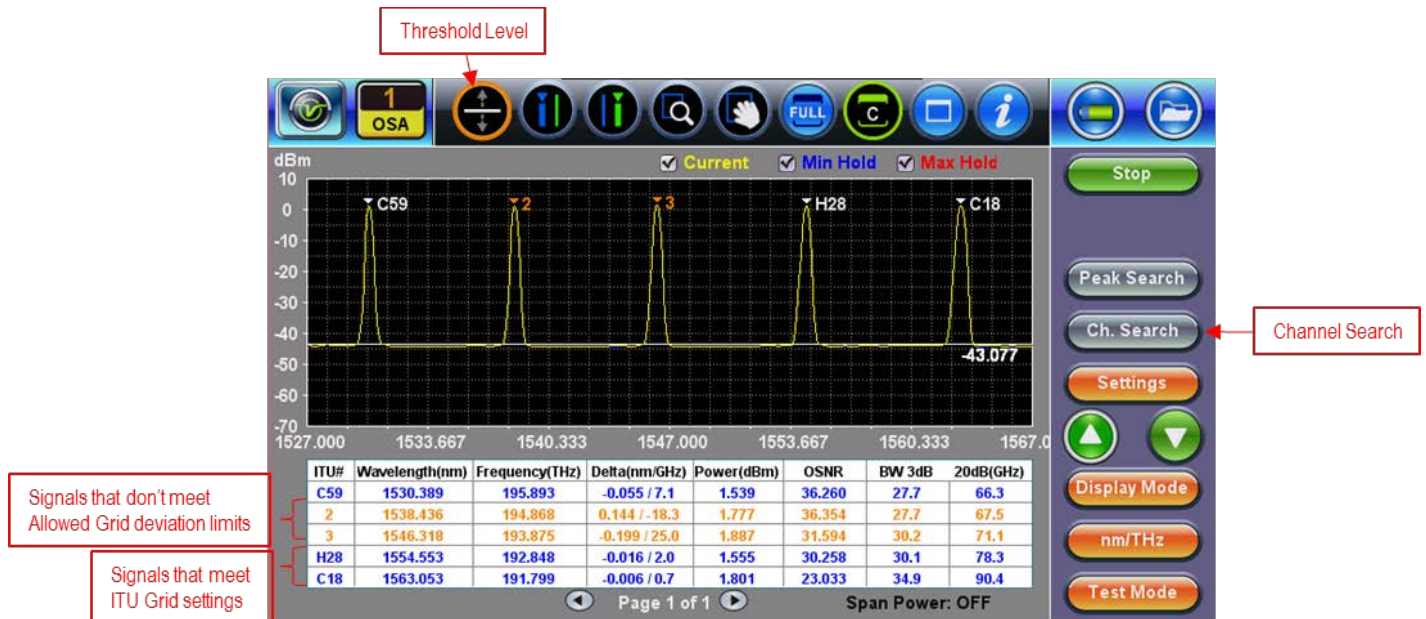 Threshold Level
1
OSA
FULL
C
i
dBm
Current
Min Hold
Max Hold
Stop
10
0
-10
-20
-30
-40
-50
-60
-70
C59
2
3
H28
C18
-43.077
Peak Search
Ch. Search
Channel Search
Settings
1527.000 1533.667 1540.333 1547.000 1553.667 1560.333 1567.0
ITU# Wavelength(nm) Frequency(THz) Delta(nm/GHz) Power(dBm) OSNR BW 3dB 20dB(GHz)
C59 1530.389 195.893 -0.055 / 7.1 1.539 36.260 27.7 66.3
2 1538.436 194.868 0.144 / -18.3 1.777 36.354 27.7 67.5
3 1546.318 193.875 -0.199 / 25.0 1.887 31.594 30.2 71.1
H28 1554.553 192.848 -0.016 / 2.0 1.555 30.258 30.1 78.3
C18 1563.053 191.799 -0.006 / 0.7 1.801 23.033 34.9 90.4
Page 1 of 1
Span Power: OFF
Display Mode
nm/THz
Test Mode
Signals that don't meet
Allowed Grid deviation limits
Signals that meet
ITU Grid settings